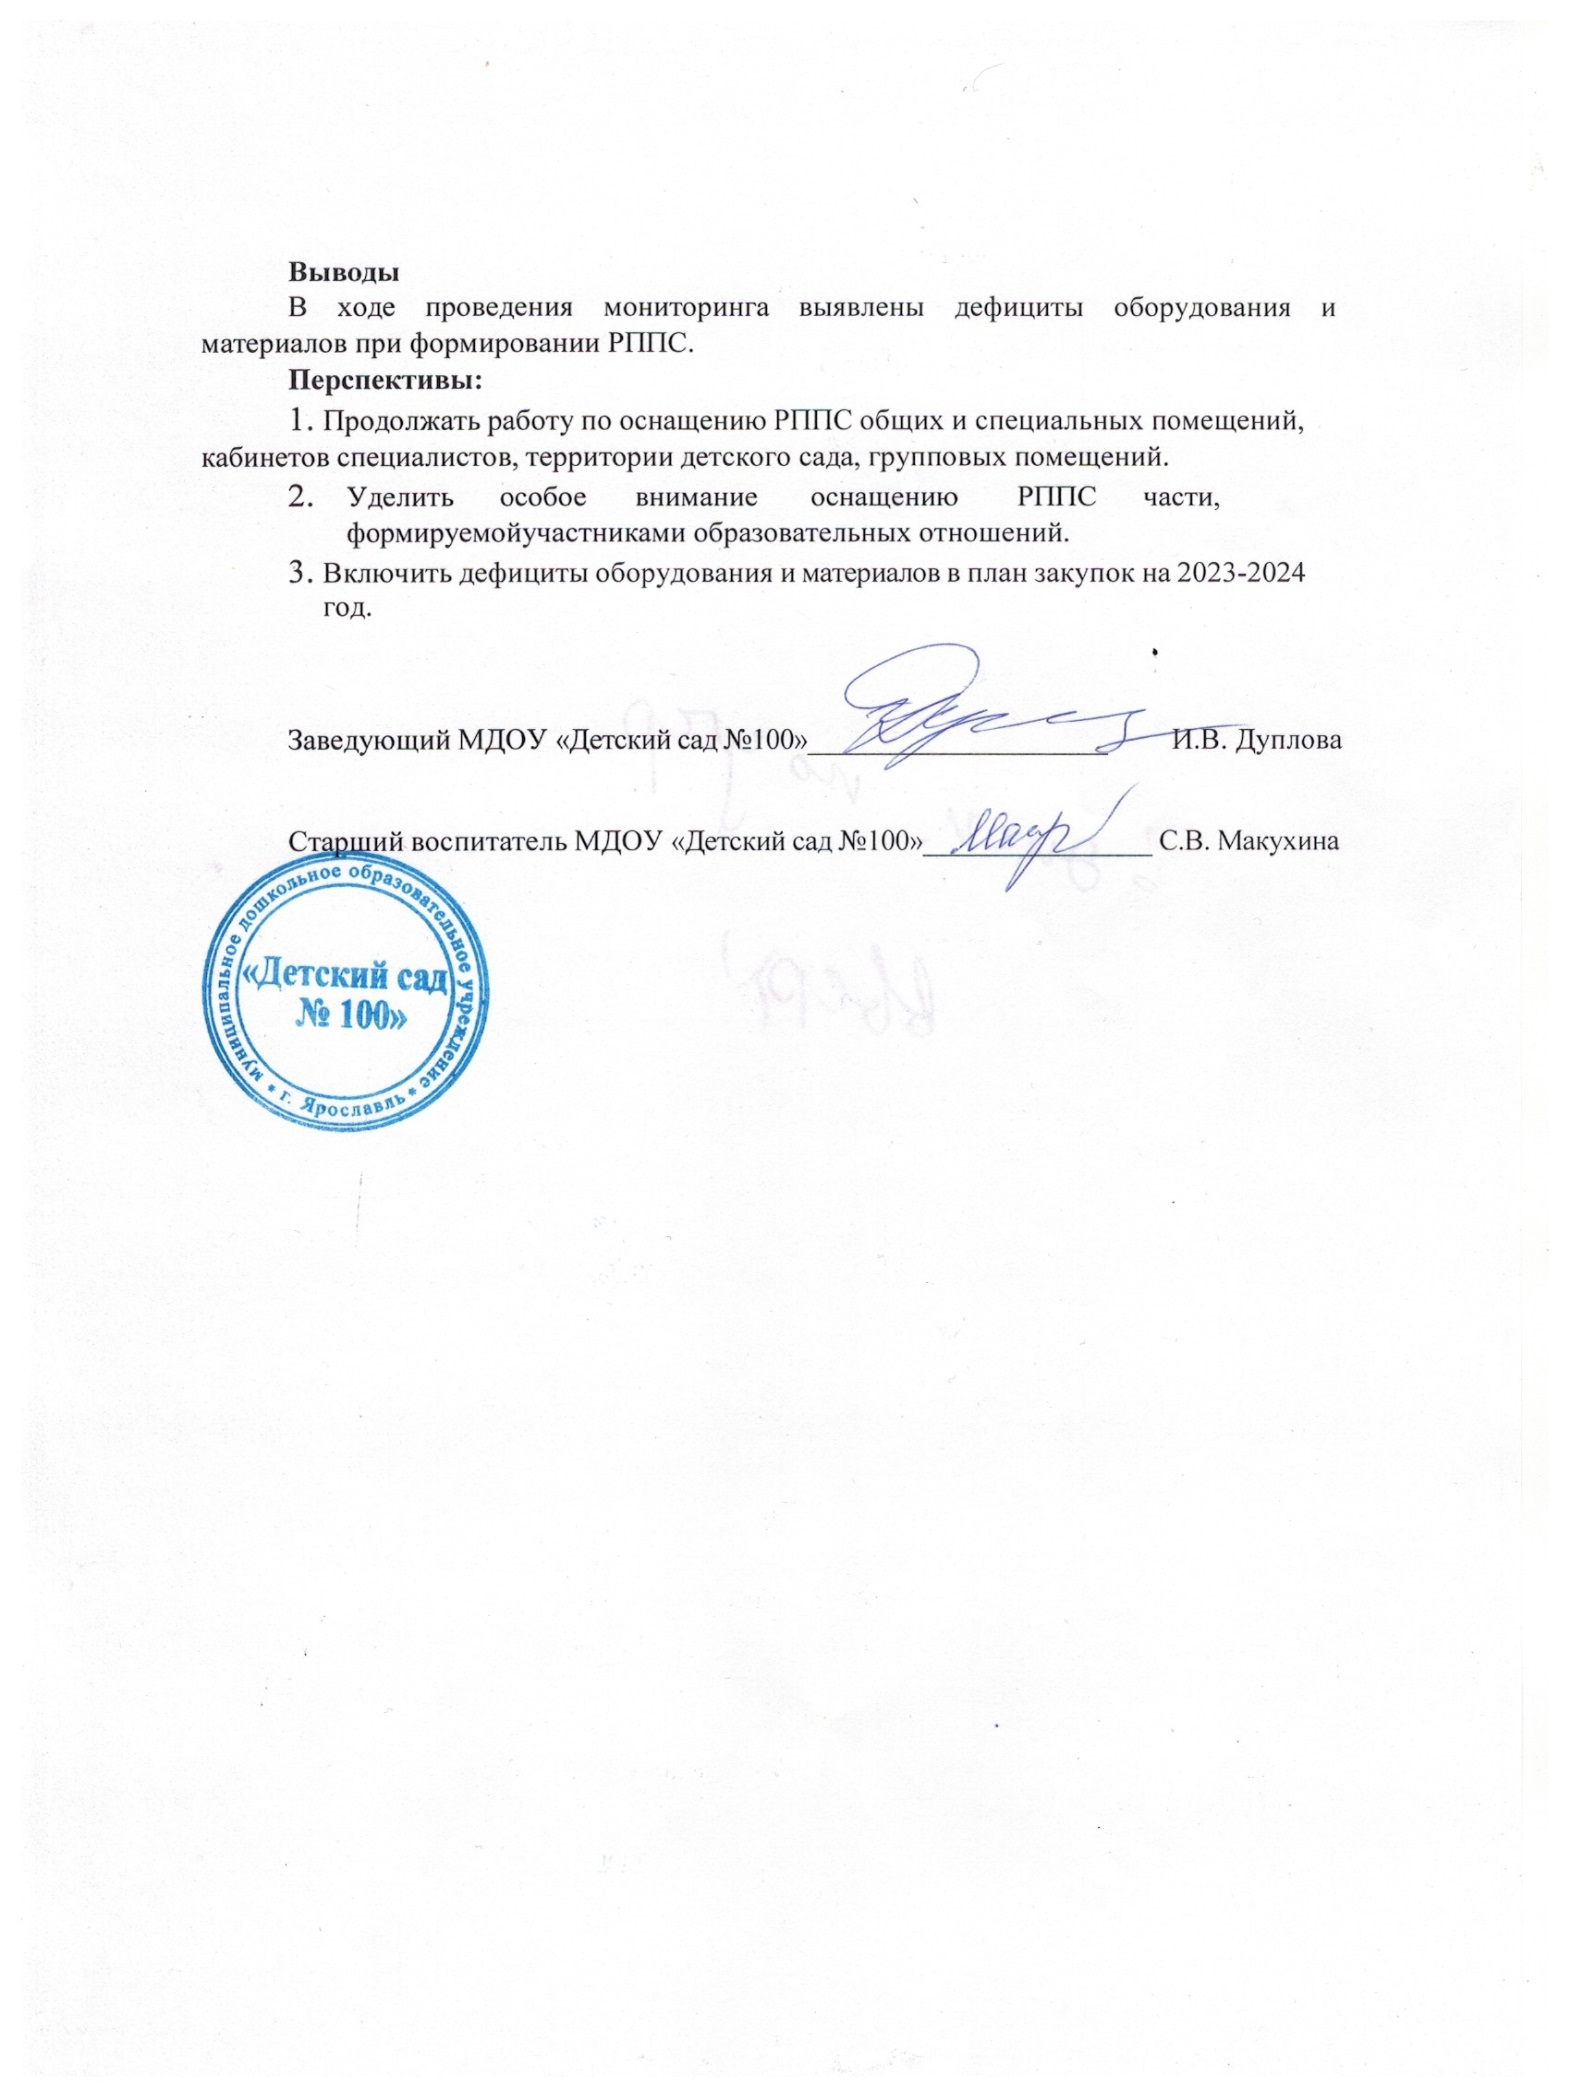 Выводы
В ходе проведения мониторинга выявлены дефициты оборудования и
материалов при формировании РППС.
Перспективы:
1. Продолжать работу по оснащению РППС общих и специальных помещений,
кабинетов специалистов, территории детского сада, групповых помещений.
2. Уделить особое внимание оснащению РППС части,
формируемойучастниками образовательных отношений.
3. Включить дефициты оборудования и материалов в план закупок на 2023-2024
год.
Заведующий МДОУ «Детский сад №100»____________________ И.В. Дуплова
Старший воспитатель МДОУ «Детский сад №100»________________ С.В. Макухина
муниципальное дошкольное образовательное учреждение * г. Ярославль *
«Детский сад
№ 100»